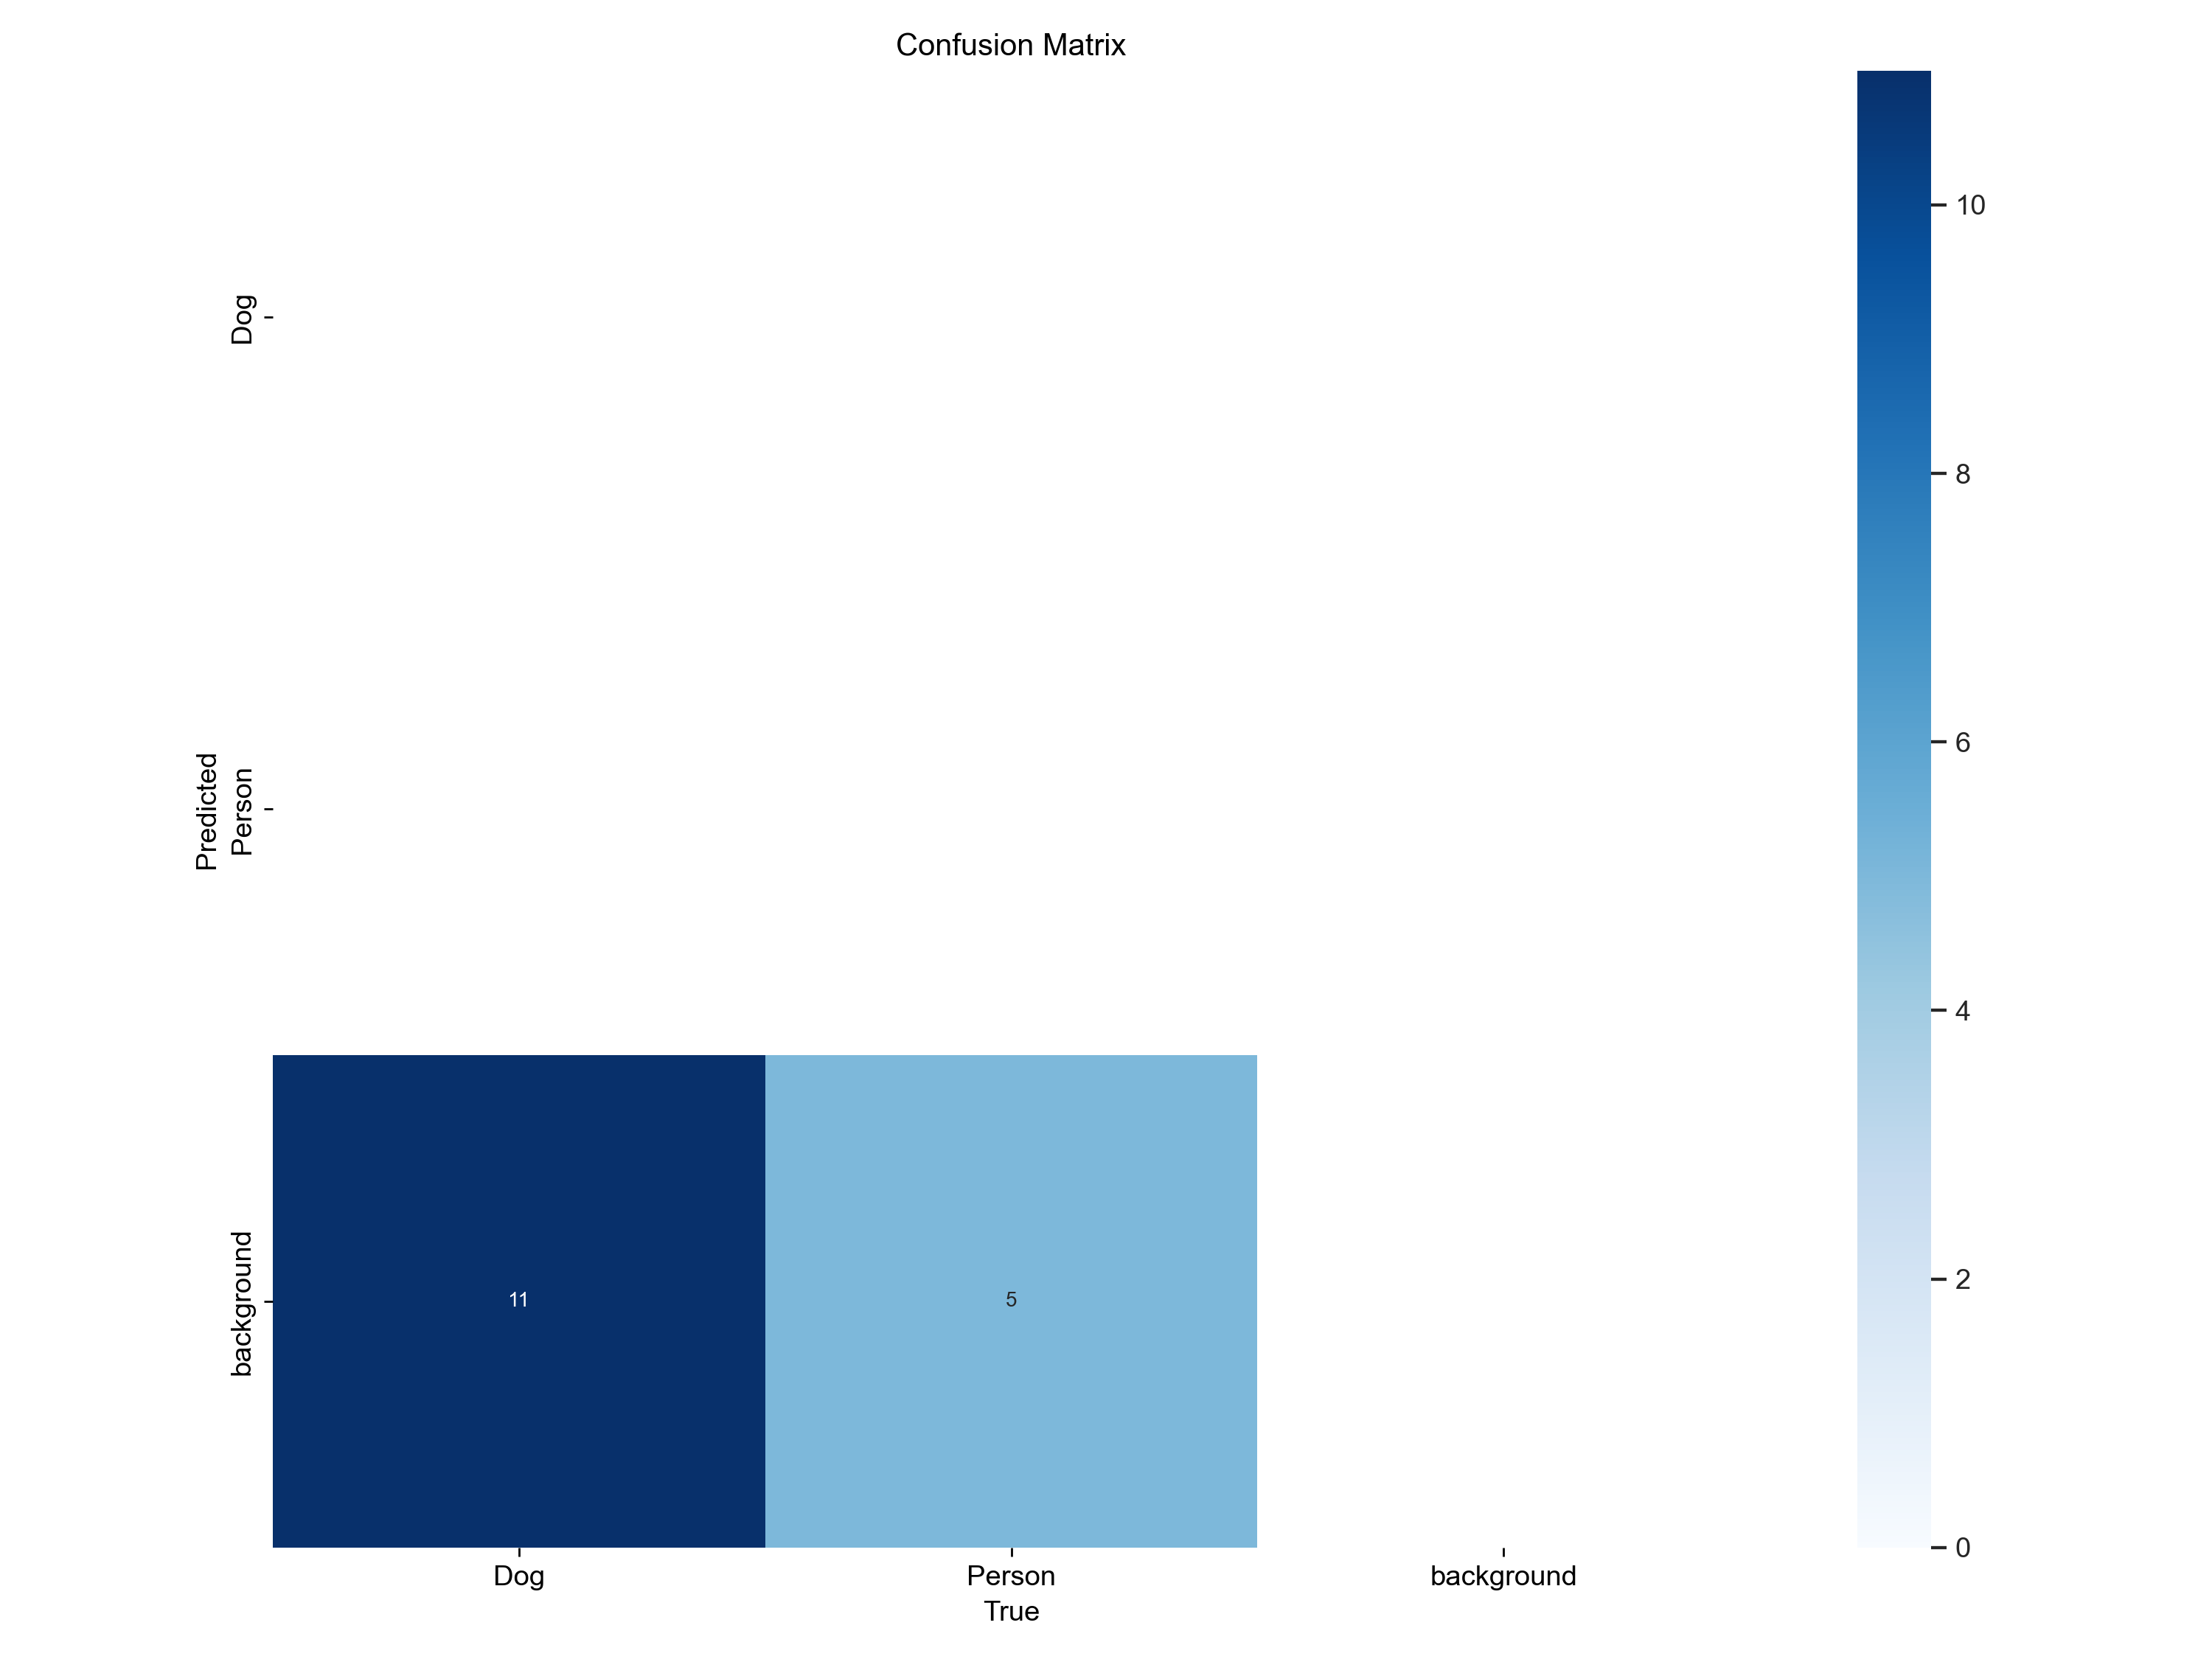 Confusion Matrix
Dog
Person
background
Predicted
11
5
Dog
Person
background
True
10
8
6
4
2
0